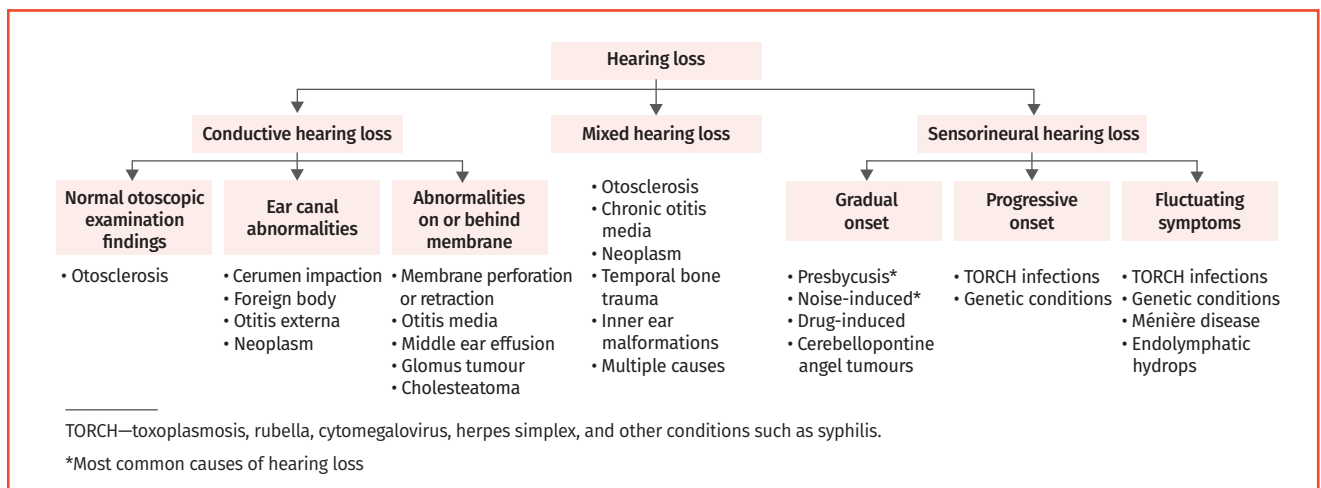 Hearing loss
Conductive hearing loss
Mixed hearing loss
Sensorineural hearing loss
Normal otoscopic
examination
findings
• Otosclerosis
Ear canal
abnormalities
• Cerumen impaction
• Foreign body
• Otitis externa
• Neoplasm
Abnormalities
on or behind
membrane
• Membrane perforation
or retraction
• Otitis media
• Middle ear effusion
• Glomus tumour
• Cholesteatoma
• Otosclerosis
• Chronic otitis
media
• Neoplasm
• Temporal bone
trauma
• Inner ear
malformations
• Multiple causes
Gradual
onset
• Presbycusis*
• Noise-induced*
• Drug-induced
• Cerebellopontine
angel tumours
Progressive
onset
• TORCH infections
• Genetic conditions
Fluctuating
symptoms
• TORCH infections
• Genetic conditions
• Ménière disease
• Endolymphatic
hydrops
TORCH—toxoplasmosis, rubella, cytomegalovirus, herpes simplex, and other conditions such as syphilis.
*Most common causes of hearing loss